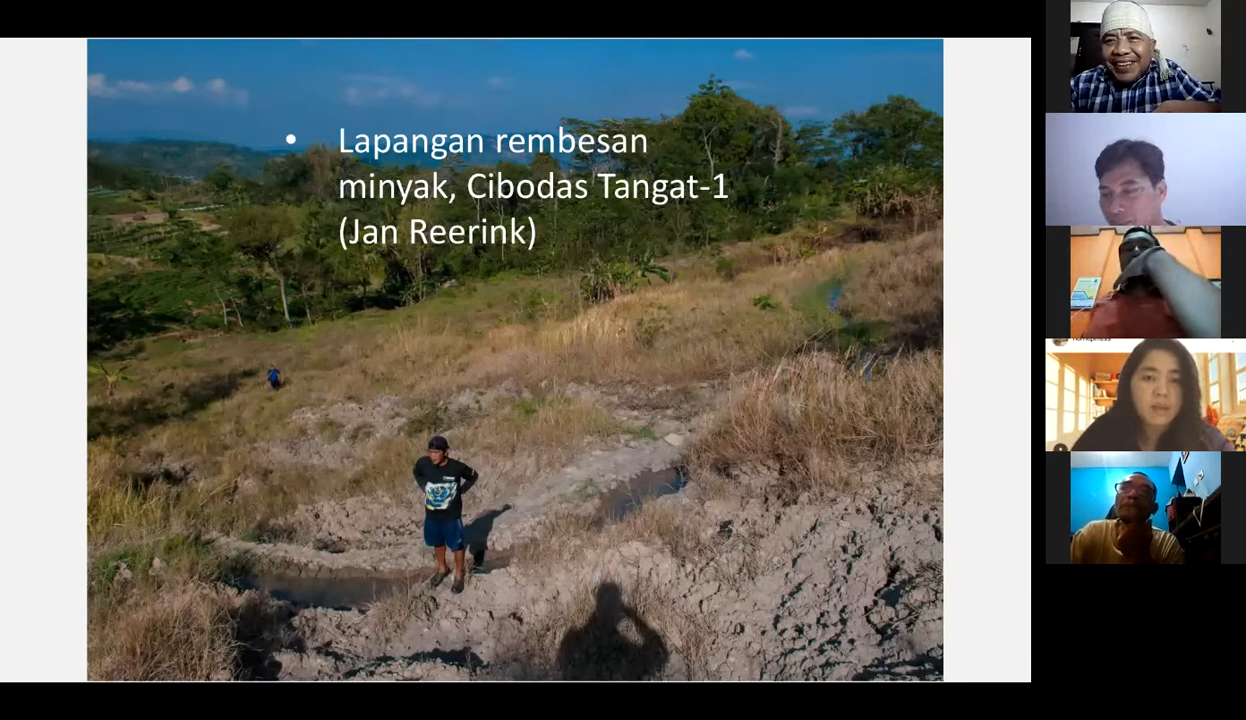 • Lapangan rembesan
minyak, Cibodas Tangat-1
(Jan Reerink)